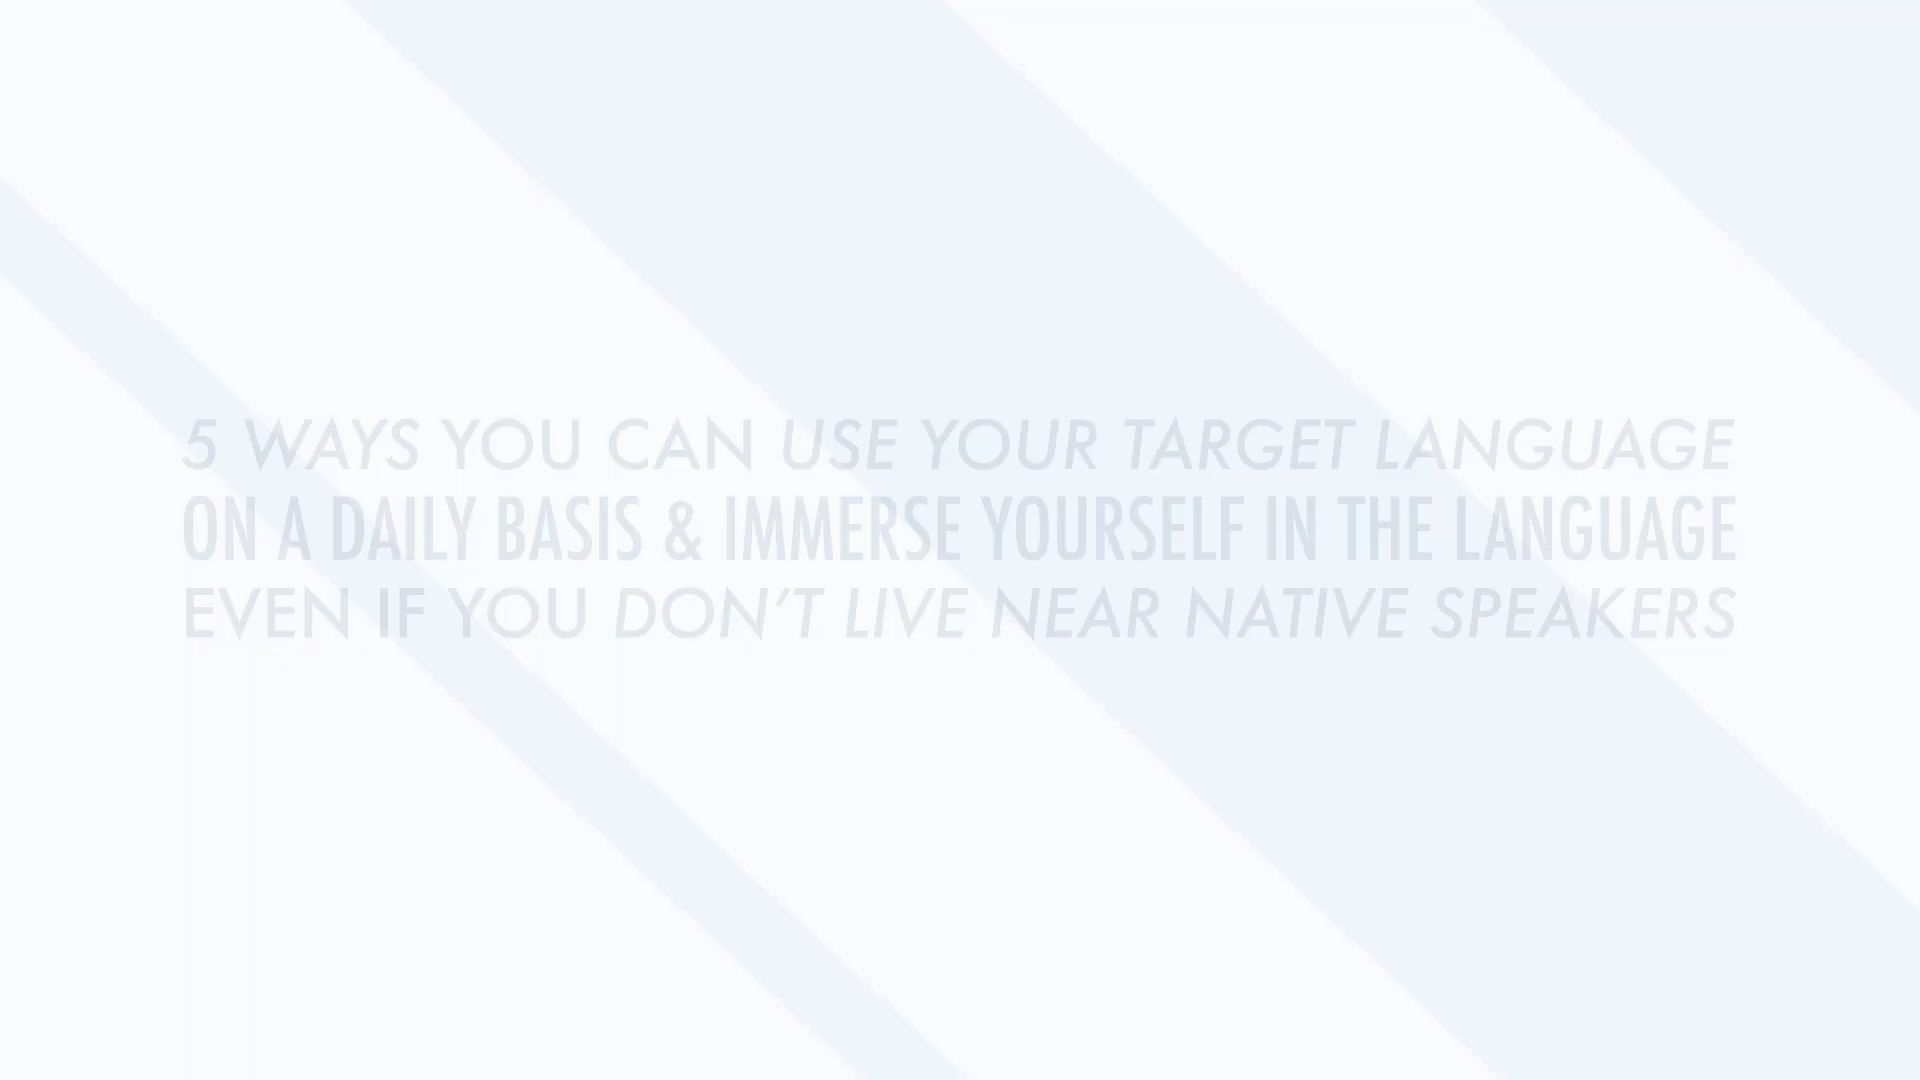 5 WAYS YOU CAN USE YOUR TARGET LANGUAGE
ON A DAILY BASIS & IMMERSE YOURSELF IN THE LANGUAGE
EVEN IF YOU DON'T LIVE NEAR NATIVE SPEAKERS